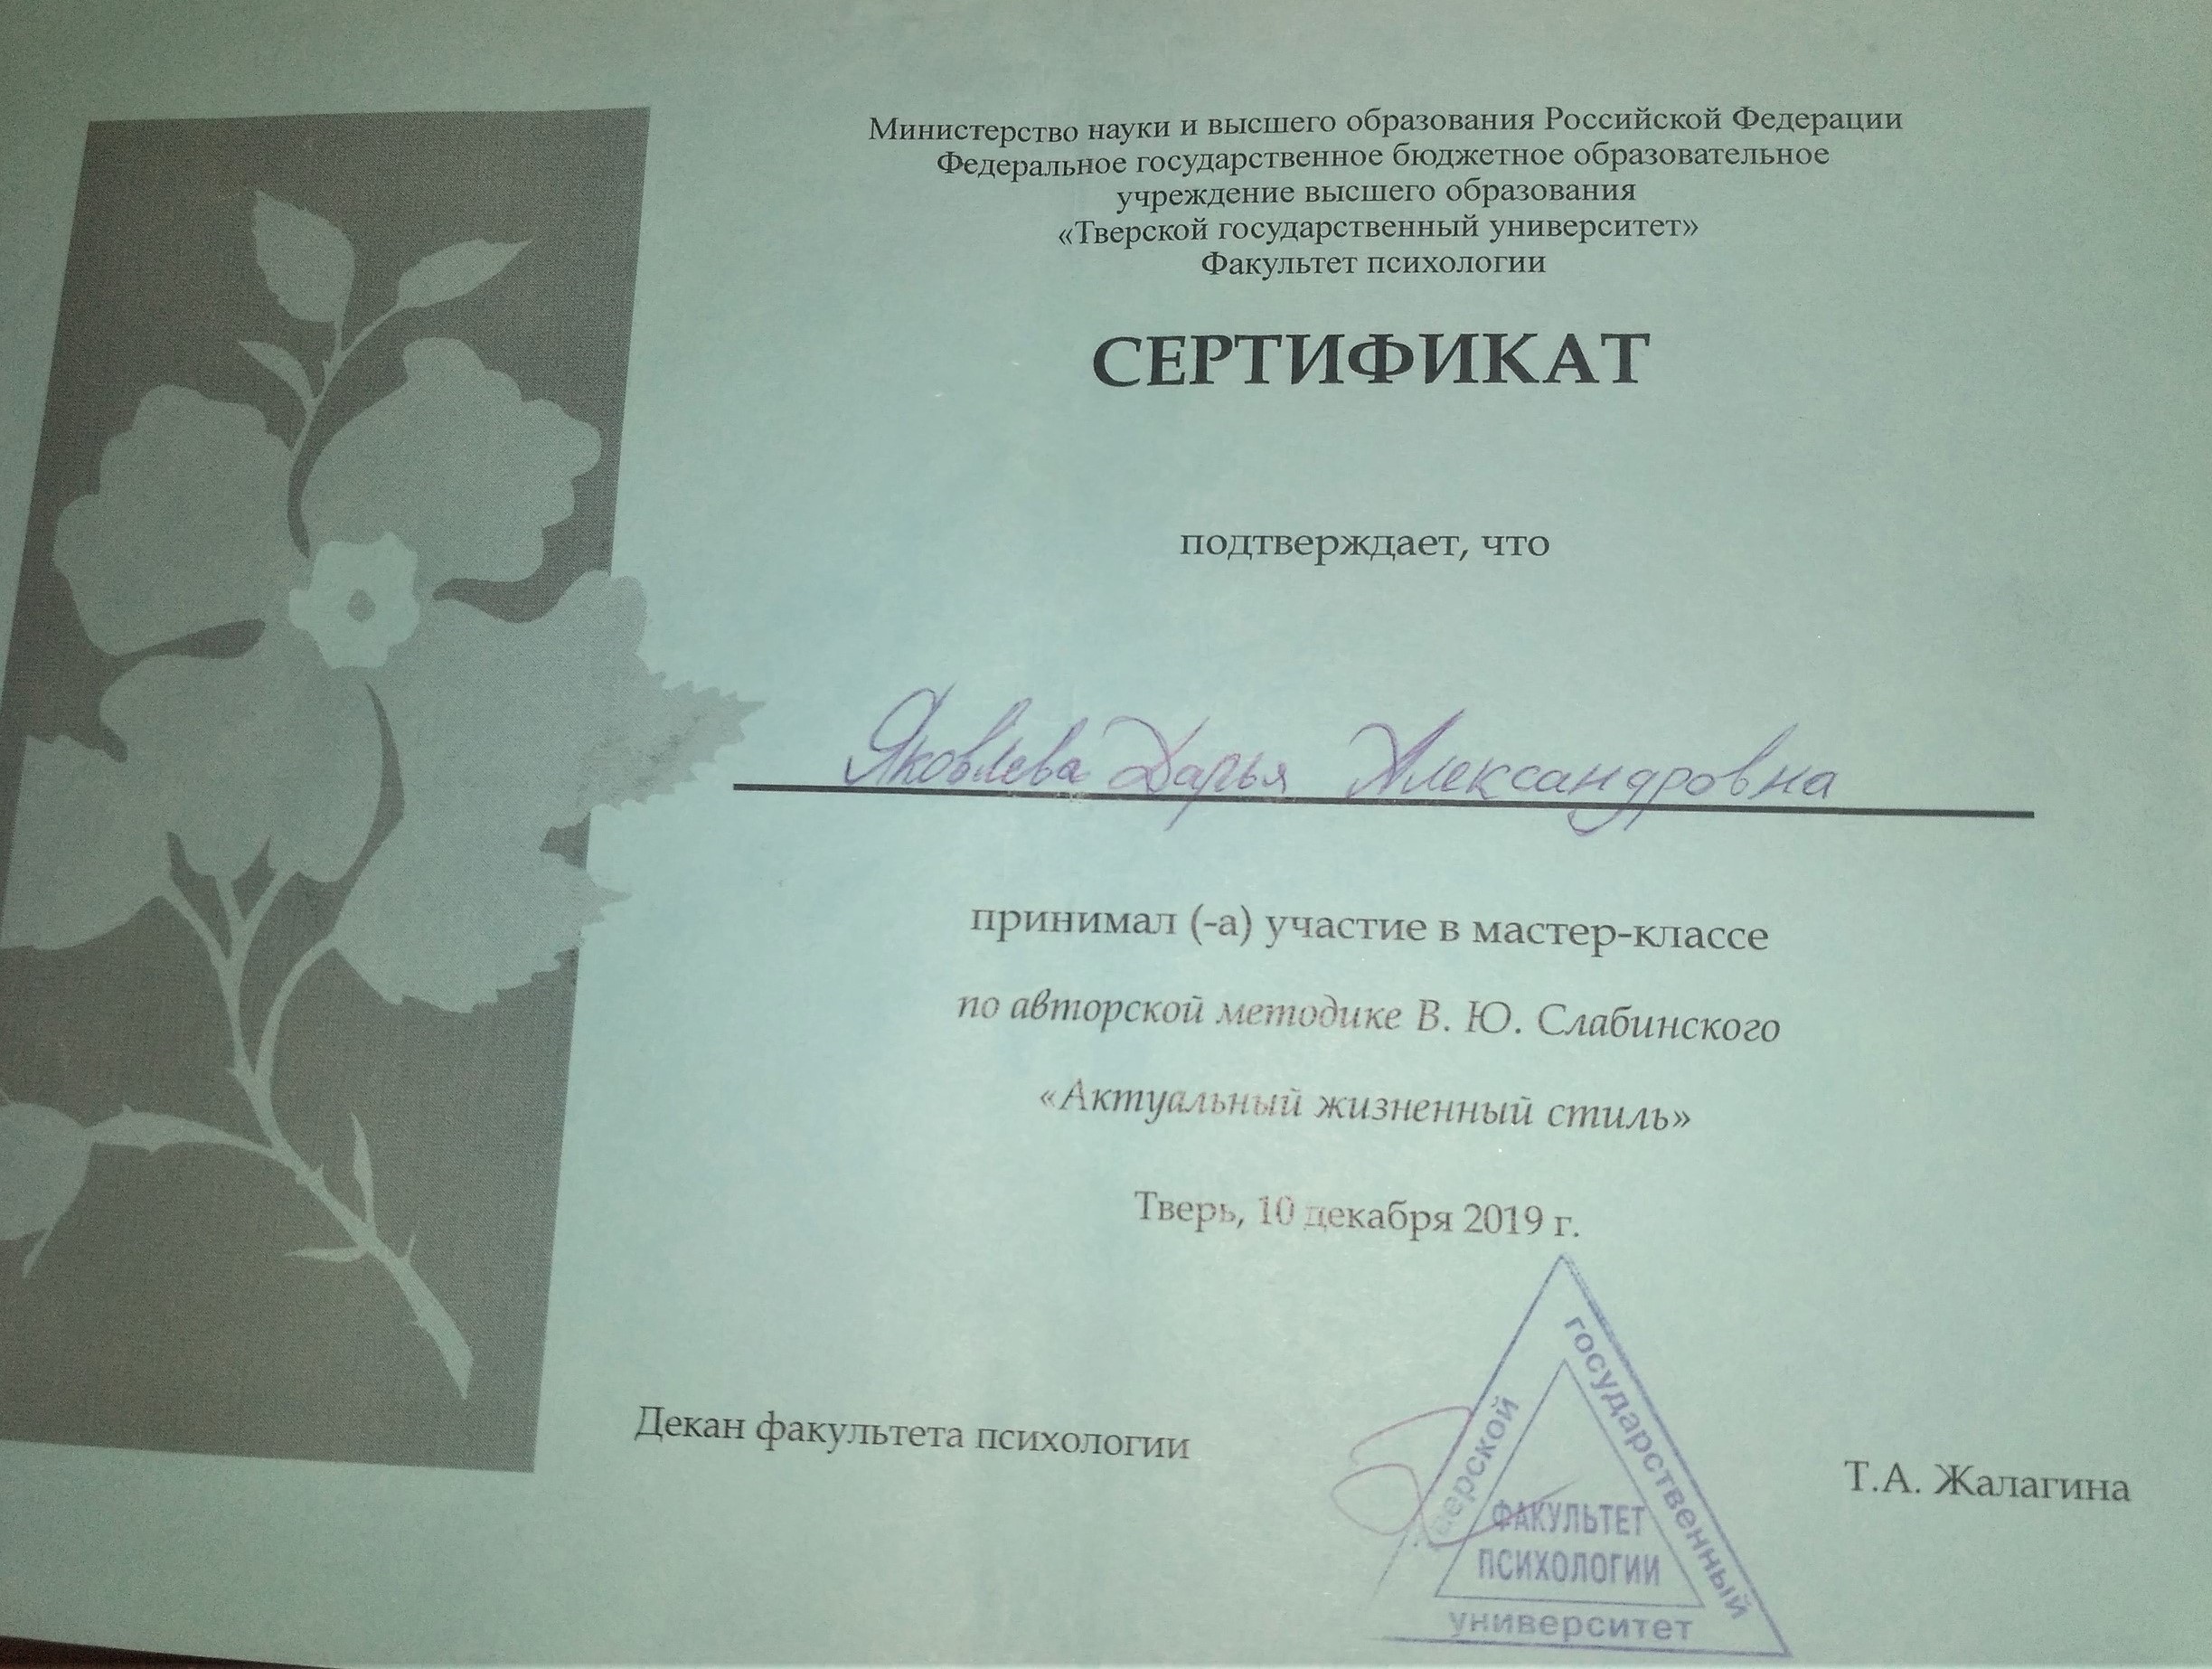 Министерство науки и высшего образования Российской Федерации
Федеральное государственное бюджетное образовательное
учреждение высшего образования
«Тверской государственный университет»
Факультет психологии
СЕРТИФИКАТ
подтверждает, что
Яковлева Дарья Александровна
принимал (-а) участие в мастер-классе
по авторской методике В. Ю. Слабинского
«Актуальный жизненный стиль»
Тверь, 10 декабря 2019 г.
Декан факультета психологии
Т.А. Жалагина
Тверской
государственный
университет
ФАКУЛЬТЕТ
ПСИХОЛОГИИ